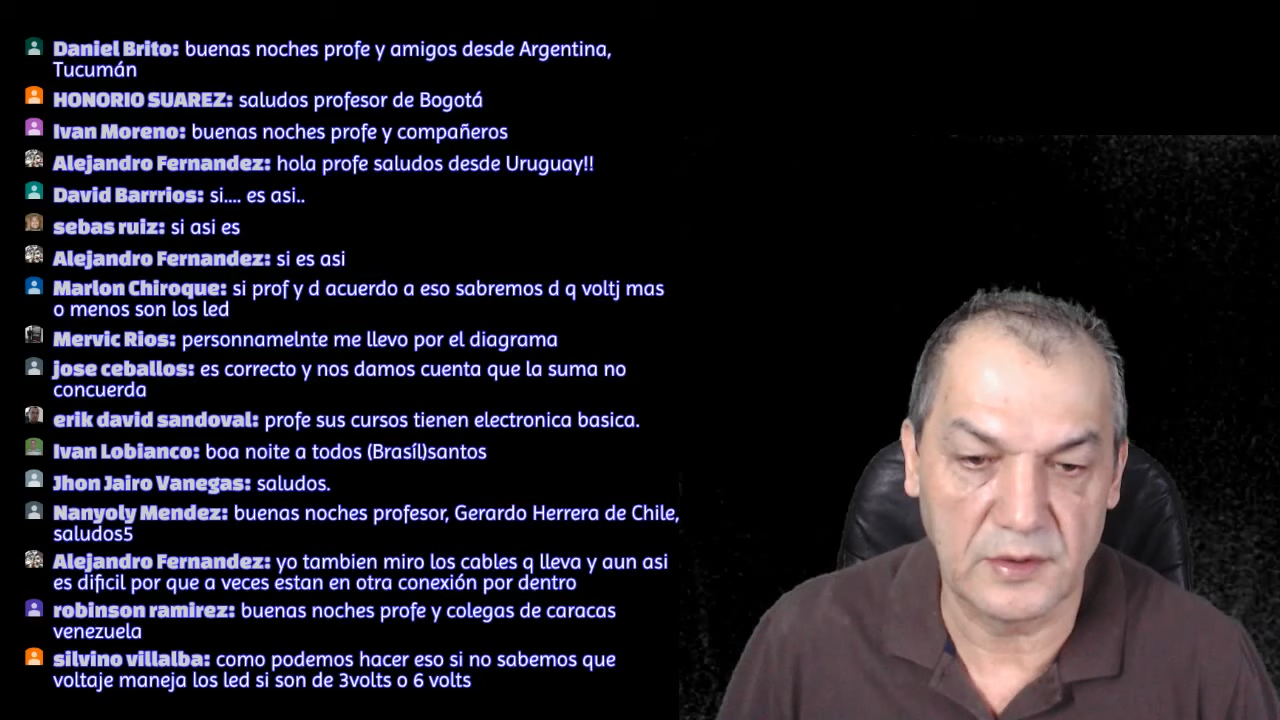 Daniel Brito: buenas noches profe y amigos desde Argentina,
Tucumán
HONORIO SUAREZ: saludos profesor de Bogotá
Ivan Moreno: buenas noches profe y compañeros
Alejandro Fernandez: hola profe saludos desde Uruguay!!
David Barrrios: si.... es asi..
sebas ruiz: si asi es
Alejandro Fernandez: si es asi
Marlon Chiroque: si prof y d acuerdo a eso sabremos d q voltj mas
o menos son los led
Mervic Rios: personnamelnte me llevo por el diagrama
jose ceballos: es correcto y nos damos cuenta que la suma no
concuerda
erik david sandoval: profe sus cursos tienen electronica basica.
Ivan Lobianco: boa noite a todos (Brasíl)santos
Jhon Jairo Vanegas: saludos.
Nanyoly Mendez: buenas noches profesor, Gerardo Herrera de Chile,
saludos5
Alejandro Fernandez: yo tambien miro los cables q lleva y aun asi
es dificil por que a veces estan en otra conexión por dentro
robinson ramirez: buenas noches profe y colegas de caracas
venezuela
silvino villalba: como podemos hacer eso si no sabemos que
voltaje maneja los led si son de 3volts o 6 volts